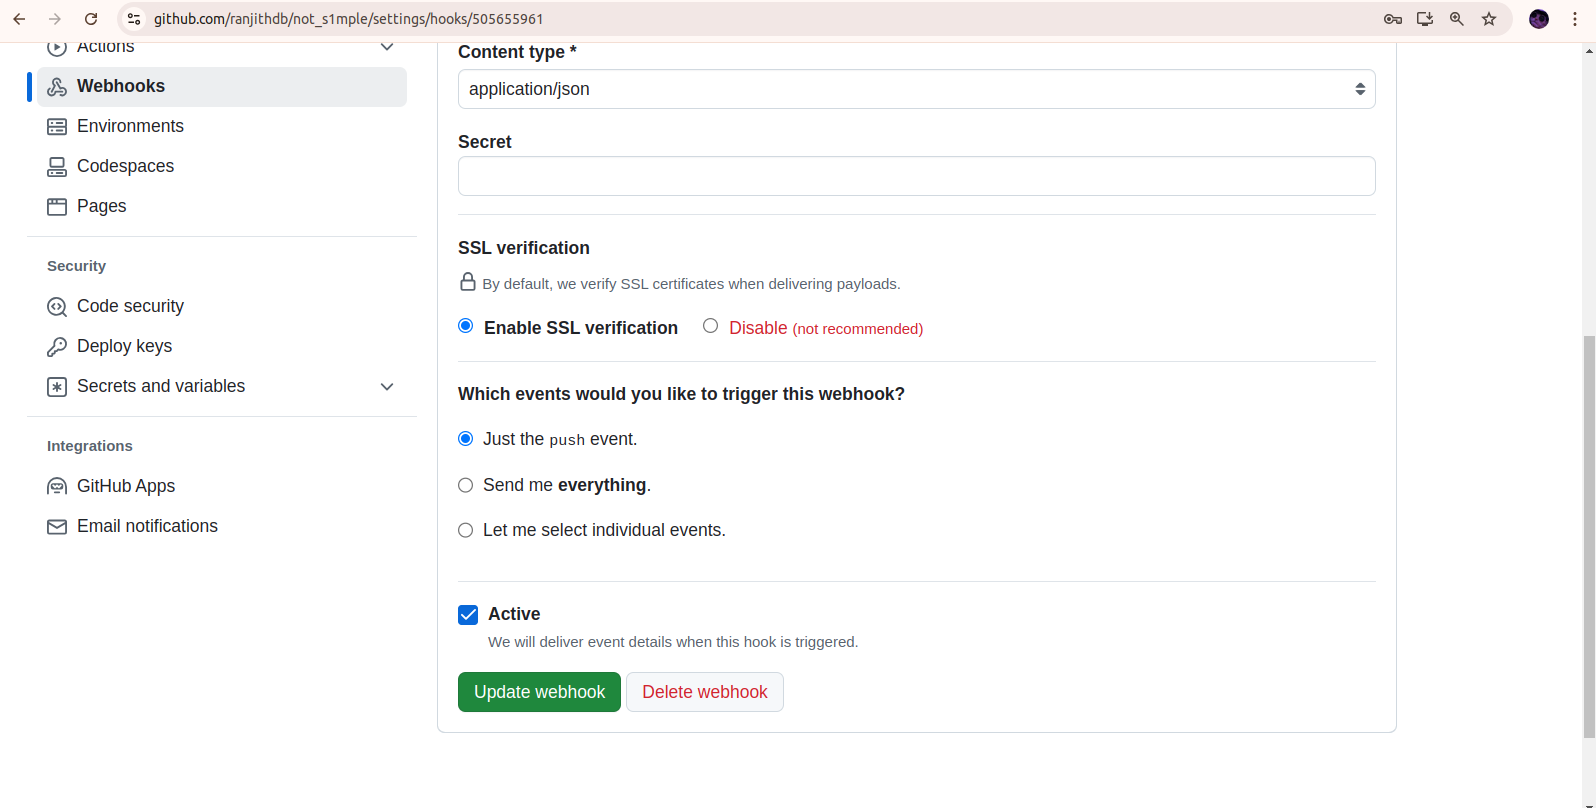 github.com/ranjithdb/not_s1mple/settings/hooks/505655961
Actions
Webhooks
Environments
Codespaces
Pages
Security
Code security
Deploy keys
Secrets and variables
Integrations
GitHub Apps
Email notifications
Content type *
application/json
Secret
SSL verification
By default, we verify SSL certificates when delivering payloads.
Enable SSL verification Disable (not recommended)
Which events would you like to trigger this webhook?
Just the push event.
Send me everything.
Let me select individual events.
Active
We will deliver event details when this hook is triggered.
Update webhook Delete webhook